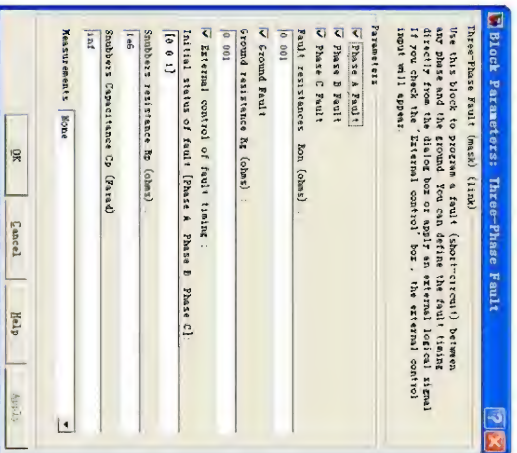 Block Parameters: Three-Phase Fault
Three-Phase Fault (mask) (link)
Use this block to program a fault (short-circuit) between
any phase and the ground You can define the fault timing
directly from the dialog box or apply an external logical signal
If you check the 'External control' box , the external control
input will appear.
Parameters
Phase A Fault
Phase B Fault
Phase C Fault
Fault resistances Ron (ohms) :
0 001
Ground Fault
Ground resistance Rg (ohms) :
0 001
External control of fault timing :
Initial status of fault [Phase A Phase B Phase C]:
[0 0 1]
Snubbers resistance Rp (ohms) :
1e6
Snubbers Capacitance Cp (Farad)
inf
Measurements None
OK Cancel Help Apply